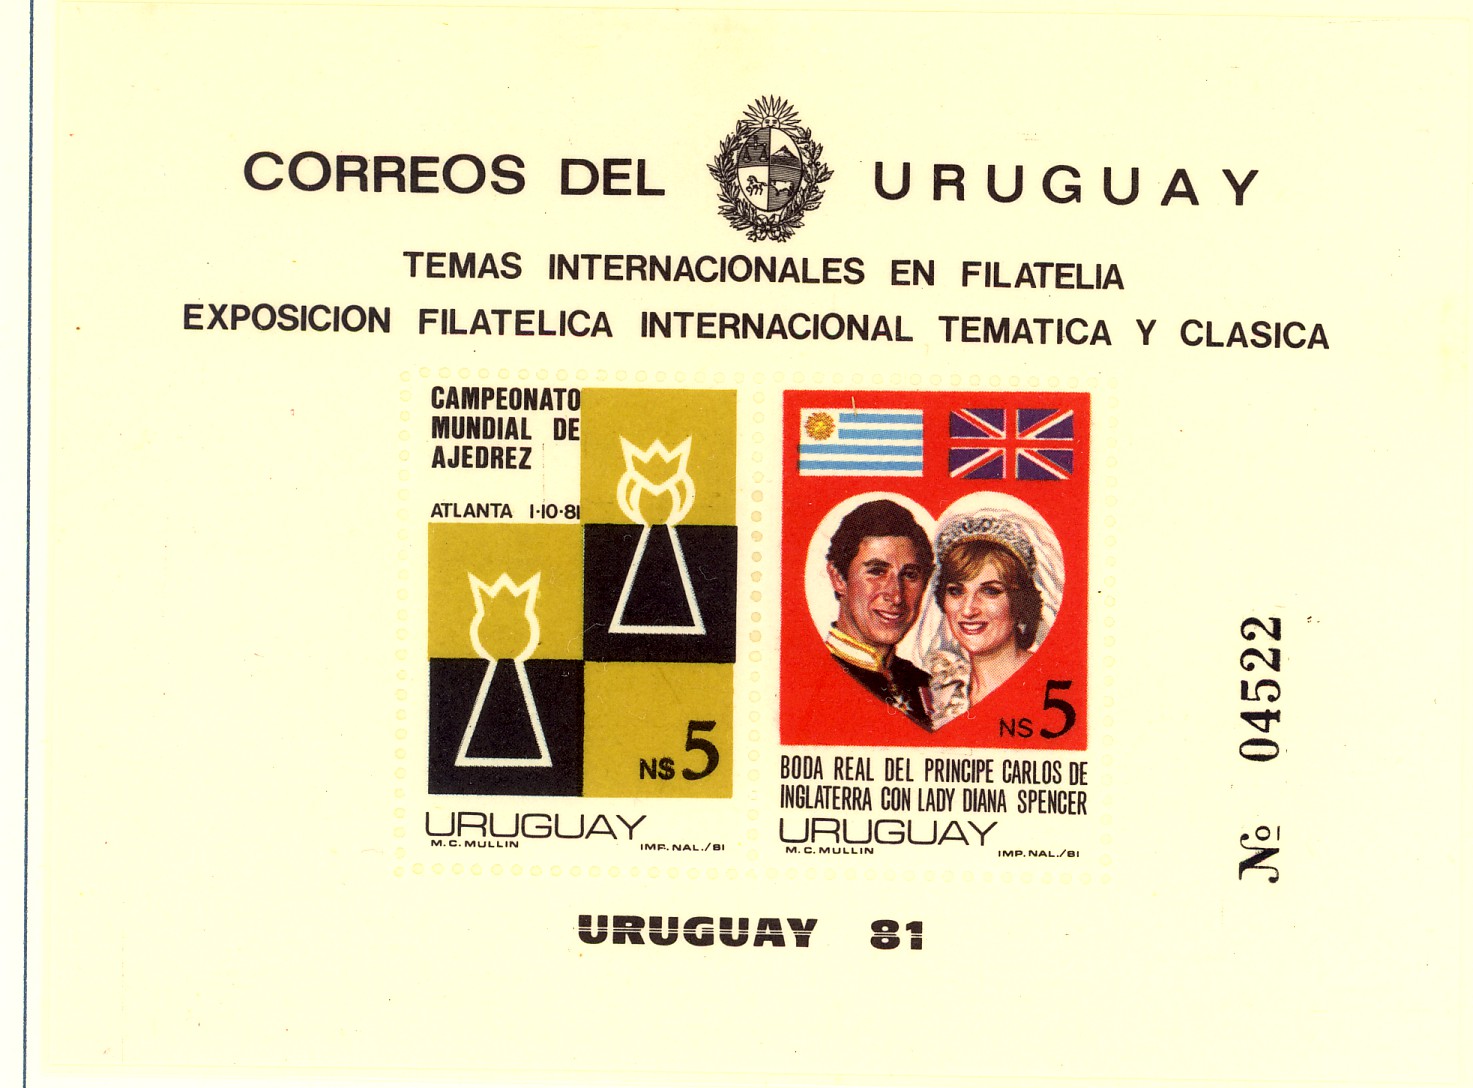 CORREOS DEL URUGUAY
TEMAS INTERNACIONALES EN FILATELIA
EXPOSICION FILATELICA INTERNACIONAL TEMATICA Y CLASICA
CAMPEONATO
MUNDIAL DE
AJEDREZ
ATLANTA 1·10·81
N$ 5
URUGUAY
M.C. MULLIN IMP. NAL./81
N$ 5
BODA REAL DEL PRINCIPE CARLOS DE
INGLATERRA CON LADY DIANA SPENCER
URUGUAY
M.C. MULLIN IMP. NAL./81
Nº 04522
URUGUAY 81